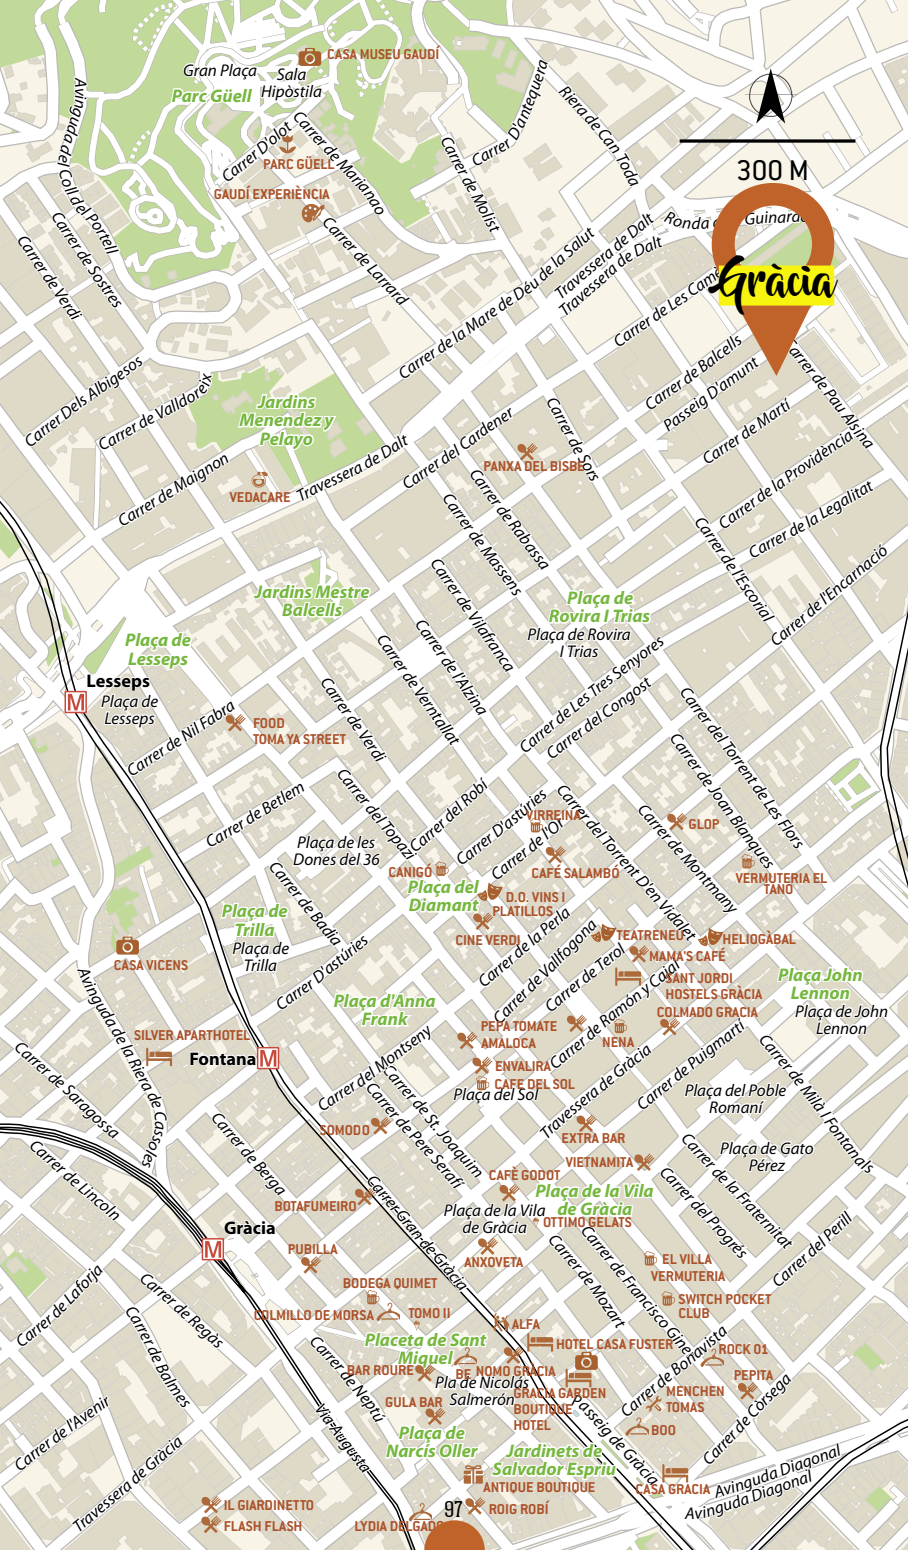 CASA MUSEU GAUDÍ
Gran Plaça
Sala
Hipòstila
Parc Güell
Avinguda del Coll del Portell
Carrer D'olot
Carrer de Marianao
PARC GÜELL
GAUDÍ EXPERIÈNCIA
Carrer D'antequera
Carrer de Molist
Riera de Can Toda
300 M
Ronda
Guinardó
Gràcia
Carrer de Sostres
Carrer de Verdi
Carrer de Larrard
Travessera de Dalt
Travessera de Dalt
Carrer de la Mare de Déu de la Salut
Carrer de Les Came
Carrer de Balcells
Passeig D'amunt
Carrer de Pau Alsina
Carrer Dels Albigesos
Carrer de Valldoreix
Jardins
Menendez y
Pelayo
Carrer de Martí
Carrer de Sors
Carrer del Cardener
Travessera de Dalt
Carrer de Maignon
VEDACARE
PANXA DEL BISBE
Carrer de la Providència
Carrer de la Legalitat
Carrer de Rabassa
Carrer de Massens
Carrer de l'Escorial
Carrer de l'Encarnació
Jardins Mestre
Balcells
Carrer de Vilafranca
Carrer de l'Alzina
Carrer de Verntallat
Plaça de
Rovira I Trias
Plaça de Rovira
I Trias
Plaça de
Lesseps
Lesseps
M
Plaça de
Lesseps
Carrer de Les Tres Senyores
Carrer del Congost
Carrer de Verdi
Carrer de Nil Fabra
FOOD
TOMA YA STREET
Carrer del Torrent de Les Flors
Carrer de Joan Blanques
Carrer de Betlem
Carrer del Topazi
Carrer del Robí
Carrer D'astúries
Carrer de l'Or
VIRREINA
Carrer del Torrent D'en Vidalet
Carrer de Montmany
GLOP
Plaça de les
Dones del 36
CANIGÓ
CAFÉ SALAMBÓ
VERMUTERIA EL
TANO
Plaça del
Diamant
D.O. VINS I
PLATILLOS
CINE VERDI
Carrer de Badia
Plaça de
Trilla
Plaça de
Trilla
Carrer de la Perla
Carrer de Vallfogona
TEATRENEU
HELIOGÀBAL
MAMA'S CAFÉ
Carrer de Terol
Carrer de Ramón y Cajal
SANT JORDI
HOSTELS GRÀCIA
COLMADO GRACIA
CASA VICENS
Carrer D'astúries
Plaça John
Lennon
Plaça de John
Lennon
Plaça d'Anna
Frank
Avinguda de la Riera de Cassoles
SILVER APARTHOTEL
Fontana
M
PEPA TOMATE
AMALOCA
NENA
Carrer de Puigmartí
ENVALIRA
CAFE DEL SOL
Plaça del Sol
Travessera de Gràcia
Carrer del Montseny
Carrer de St. Joaquim
Carrer de Pere Serafí
Carrer de Saragossa
Carrer de Milà I Fontanals
Plaça del Poble
Romaní
SOMODO
EXTRA BAR
Plaça de Gato
Pérez
Carrer de Berga
Carrer de Lincoln
VIETNAMITA
CAFÈ GODOT
Plaça de la Vila
de Gràcia
Plaça de la Vila
de Gràcia
OTTIMO GELATS
Carrer de la Fraternitat
Carrer del Progrés
Carrer del Perill
BOTAFUMEIRO
Carrer Gran de Gràcia
Gràcia
M
PUBILLA
ANXOVETA
EL VILLA
VERMUTERIA
SWITCH POCKET
CLUB
Carrer de Laforja
Carrer de Regàs
Carrer de Balmes
BODEGA QUIMET
COLMILLO DE MORSA
TOMO II
ALFA
Carrer de Mozart
Carrer de Francisco Giner
HOTEL CASA FUSTER
Placeta de Sant
Miquel
BAR ROURE
BE
NOMO GRÀCIA
Pla de Nicolás
Salmerón
GRACIA GARDEN
BOUTIQUE
HOTEL
Carrer de Bonavista
ROCK 01
PEPITA
MENCHEN
TOMAS
BOO
Carrer de Còrsega
Carrer de Neptú
GULA BAR
Plaça de
Narcís Oller
Via Augusta
Passeig de Gràcia
Jardinets de
Salvador Espriu
Carrer de l'Avenir
Travessera de Gràcia
ANTIQUE BOUTIQUE
CASA GRACIA
Avinguda Diagonal
Avinguda Diagonal
IL GIARDINETTO
FLASH FLASH
LYDIA DELGADO
97
ROIG ROBÍ